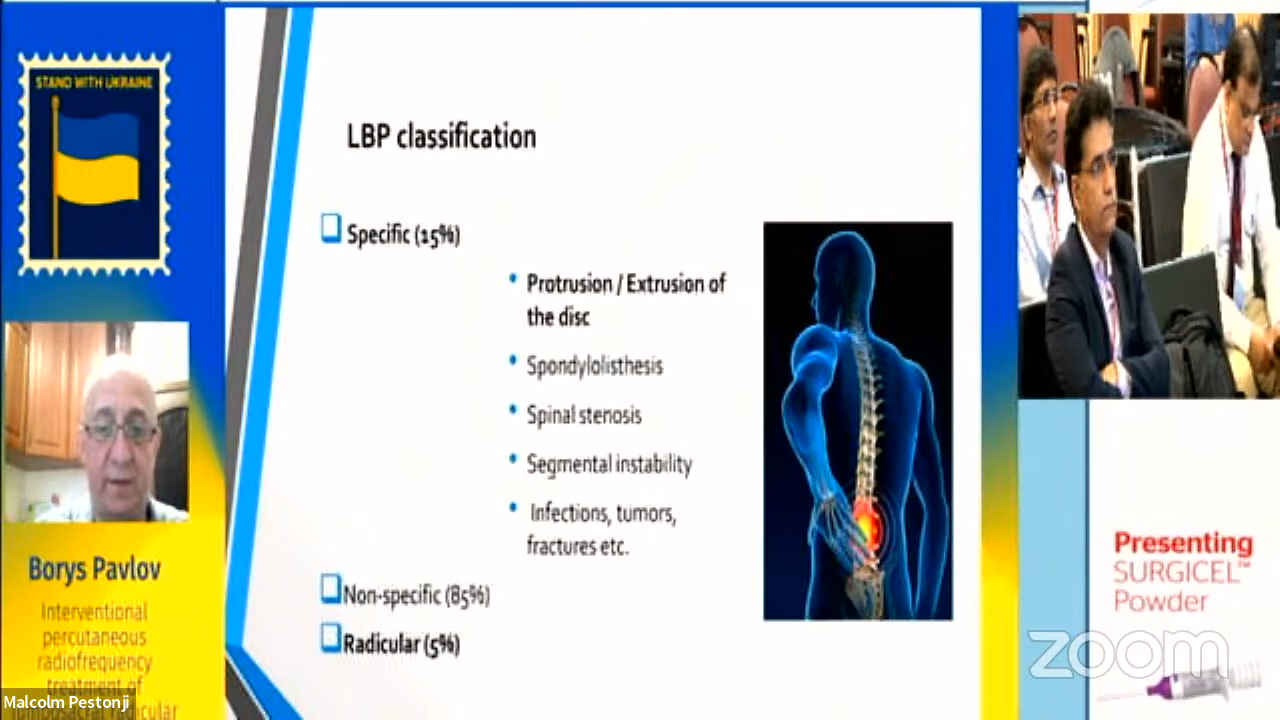 STAND WITH UKRAINE
Borys Pavlov
Interventional
percutaneous
radiofrequency
treatment of
radicular
Malcolm Pestonji
LBP classification
Specific (15%)
Protrusion / Extrusion of
the disc
Spondylolisthesis
Spinal stenosis
Segmental instability
Infections, tumors,
fractures etc.
Non-specific (85%)
Radicular (5%)
Presenting
SURGICEL™
Powder
zoom